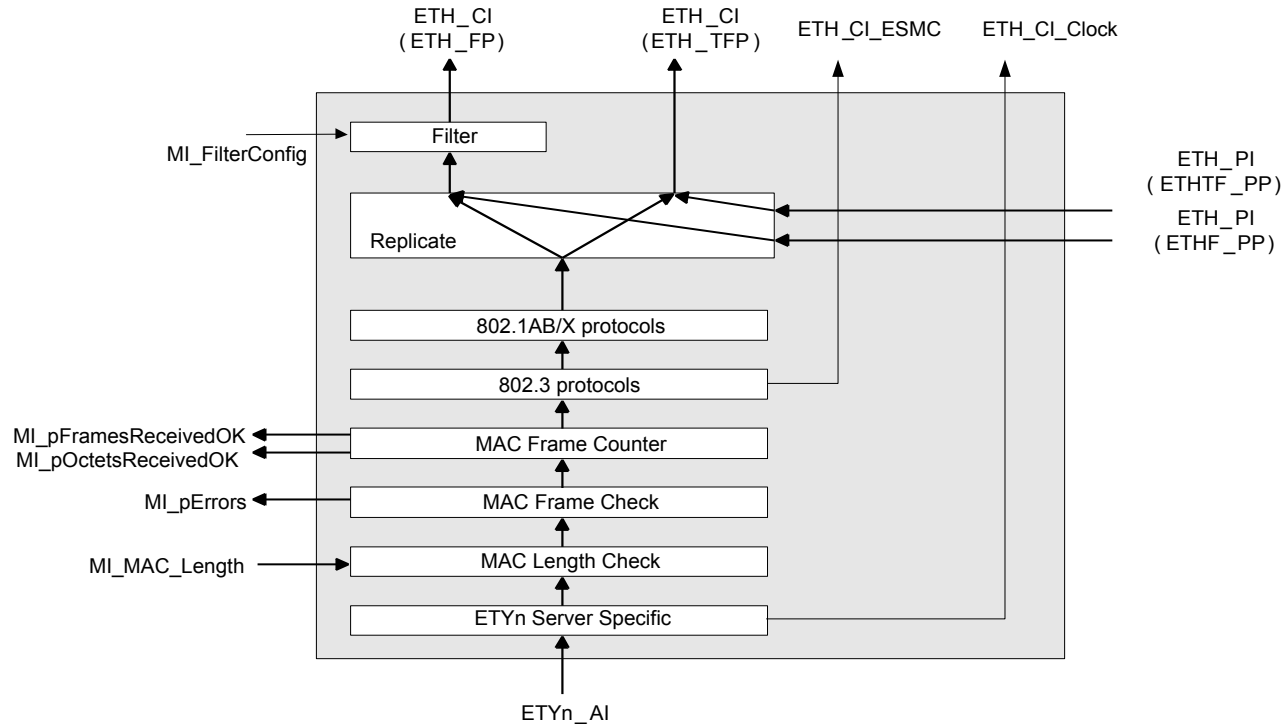 ETH_CI
(ETH_FP)
ETH_CI
(ETH_TFP)
ETH_CI_ESMC
ETH_CI_Clock
Filter
MI_FilterConfig
ETH_PI
(ETHTF_PP)
ETH_PI
(ETHF_PP)
Replicate
802.1AB/X protocols
802.3 protocols
MI_pFramesReceivedOK
MI_pOctetsReceivedOK
MAC Frame Counter
MI_pErrors
MAC Frame Check
MI_MAC_Length
MAC Length Check
ETYn Server Specific
ETYn_AI